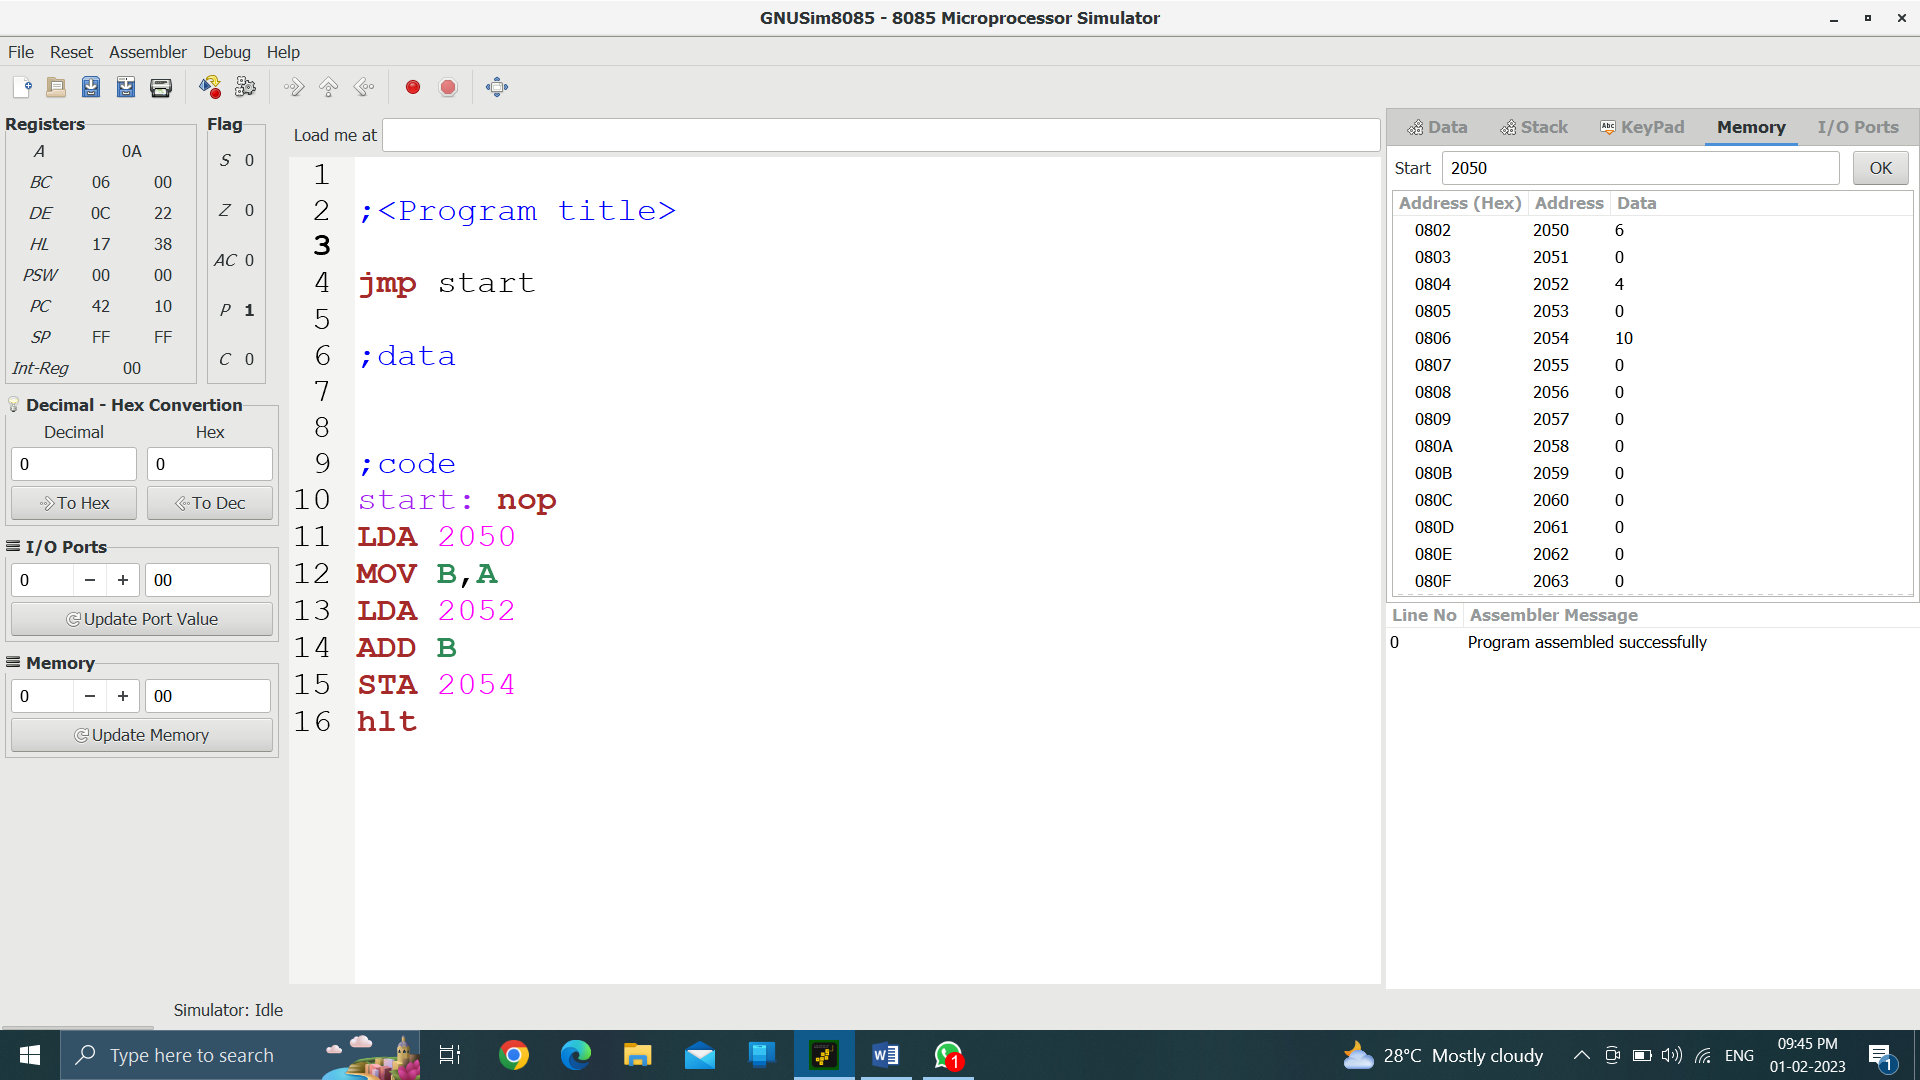 GNUSim8085 - 8085 Microprocessor Simulator
File Reset Assembler Debug Help
Registers
A 0A
BC 06 00
DE 0C 22
HL 17 38
PSW 00 00
PC 42 10
SP FF FF
Int-Reg 00
Flag
S 0
Z 0
AC 0
P 1
C 0
Decimal - Hex Convertion
Decimal Hex
0 0
To Hex To Dec
I/O Ports
0 − + 00
Update Port Value
Memory
0 − + 00
Update Memory
Simulator: Idle
Load me at
1
2 ;<Program title>
3
4 jmp start
5
6 ;data
7
8
9 ;code
10 start: nop
11 LDA 2050
12 MOV B,A
13 LDA 2052
14 ADD B
15 STA 2054
16 hlt
Data Stack Abc KeyPad Memory I/O Ports
Start 2050 OK
Address (Hex) Address Data
0802 2050 6
0803 2051 0
0804 2052 4
0805 2053 0
0806 2054 10
0807 2055 0
0808 2056 0
0809 2057 0
080A 2058 0
080B 2059 0
080C 2060 0
080D 2061 0
080E 2062 0
080F 2063 0
Line No Assembler Message
0 Program assembled successfully
Type here to search
1
28°C Mostly cloudy
ENG
09:45 PM
01-02-2023
1